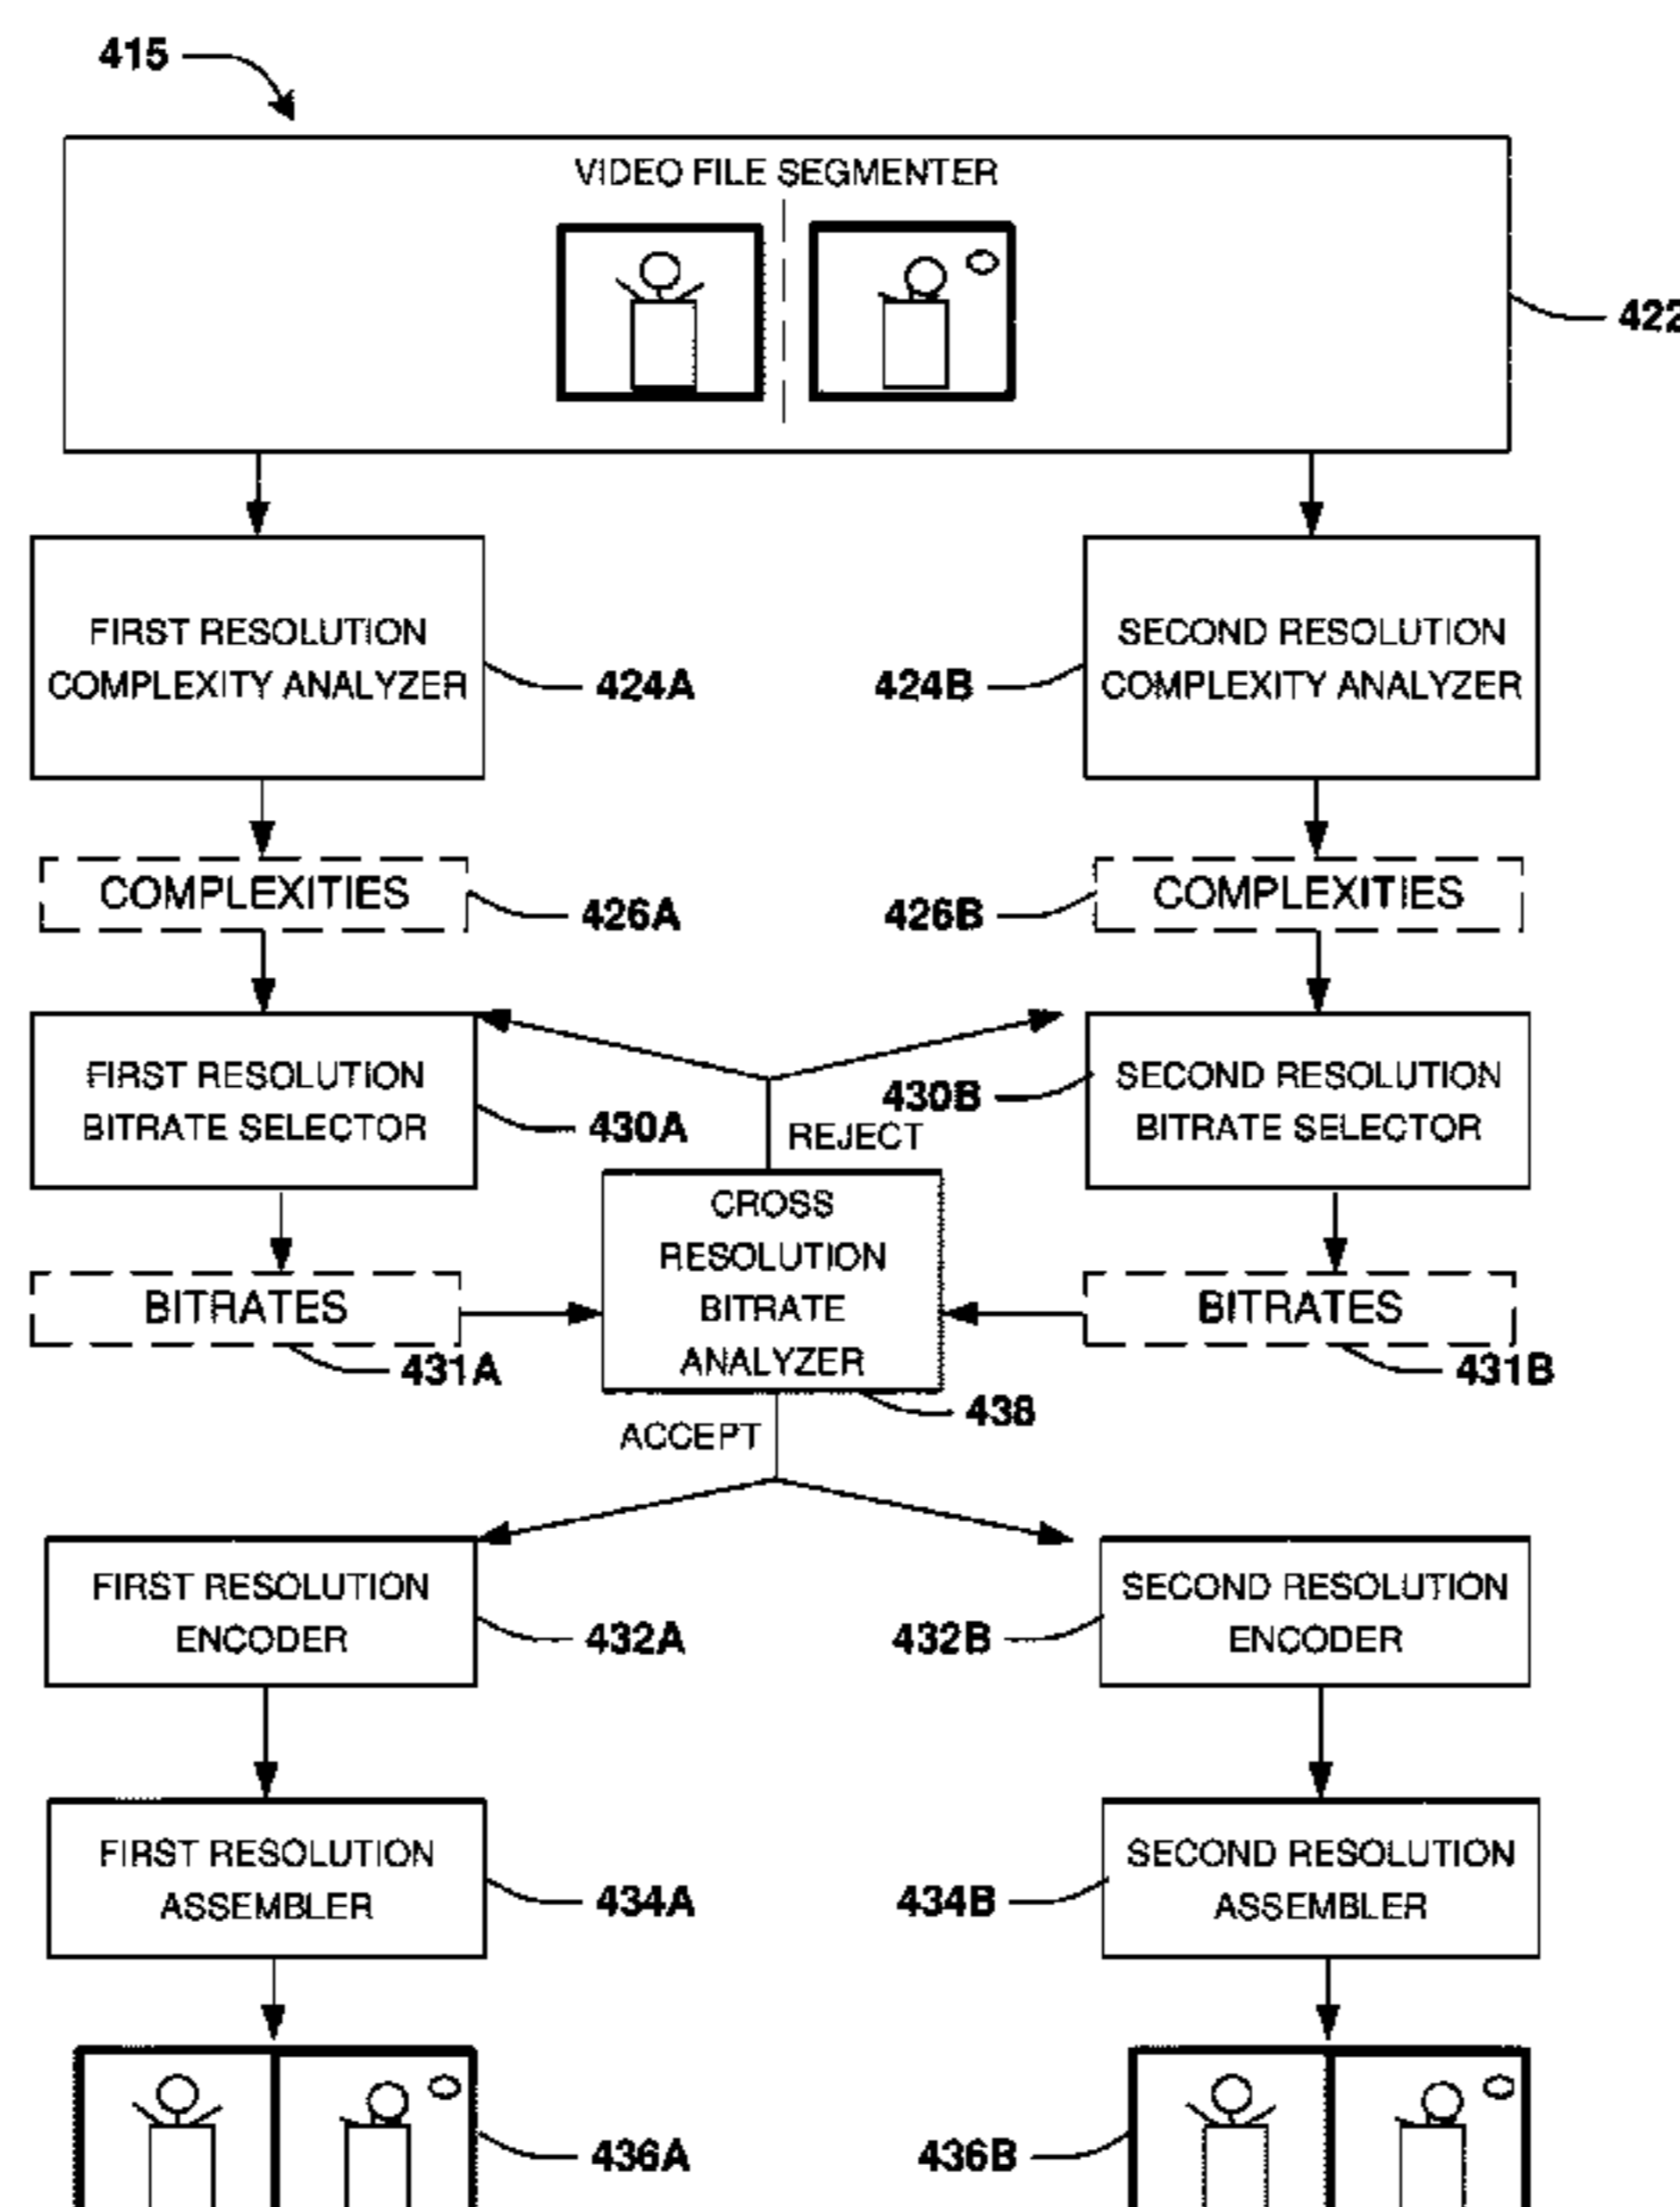 415
VIDEO FILE SEGMENTER
422
FIRST RESOLUTION
COMPLEXITY ANALYZER
424A
424B
SECOND RESOLUTION
COMPLEXITY ANALYZER
COMPLEXITIES
426A
426B
COMPLEXITIES
FIRST RESOLUTION
BITRATE SELECTOR
430A
REJECT
430B
SECOND RESOLUTION
BITRATE SELECTOR
CROSS
RESOLUTION
BITRATE
ANALYZER
BITRATES
431A
BITRATES
431B
438
ACCEPT
FIRST RESOLUTION
ENCODER
432A
432B
SECOND RESOLUTION
ENCODER
FIRST RESOLUTION
ASSEMBLER
434A
434B
SECOND RESOLUTION
ASSEMBLER
436A
436B